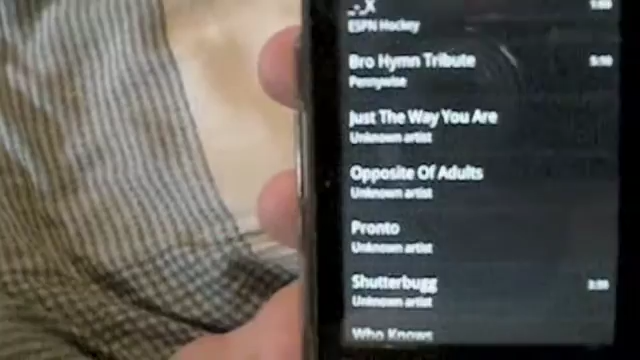 _-_X
ESPN Hockey
Bro Hymn Tribute
Pennywise
Just The Way You Are
Unknown artist
Opposite Of Adults
Unknown artist
Pronto
Unknown artist
Shutterbugg
Unknown artist
Who Knows